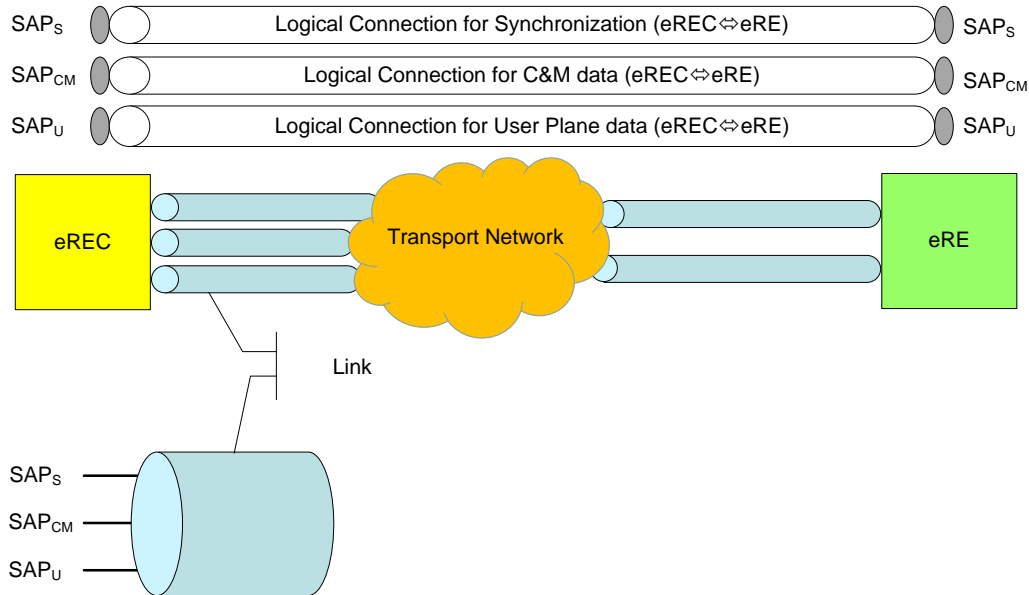 SAPS Logical Connection for Synchronization (eREC⇔eRE) SAPS
SAPCM Logical Connection for C&M data (eREC⇔eRE) SAPCM
SAPU Logical Connection for User Plane data (eREC⇔eRE) SAPU
eREC Transport Network eRE
Link
SAPS
SAPCM
SAPU